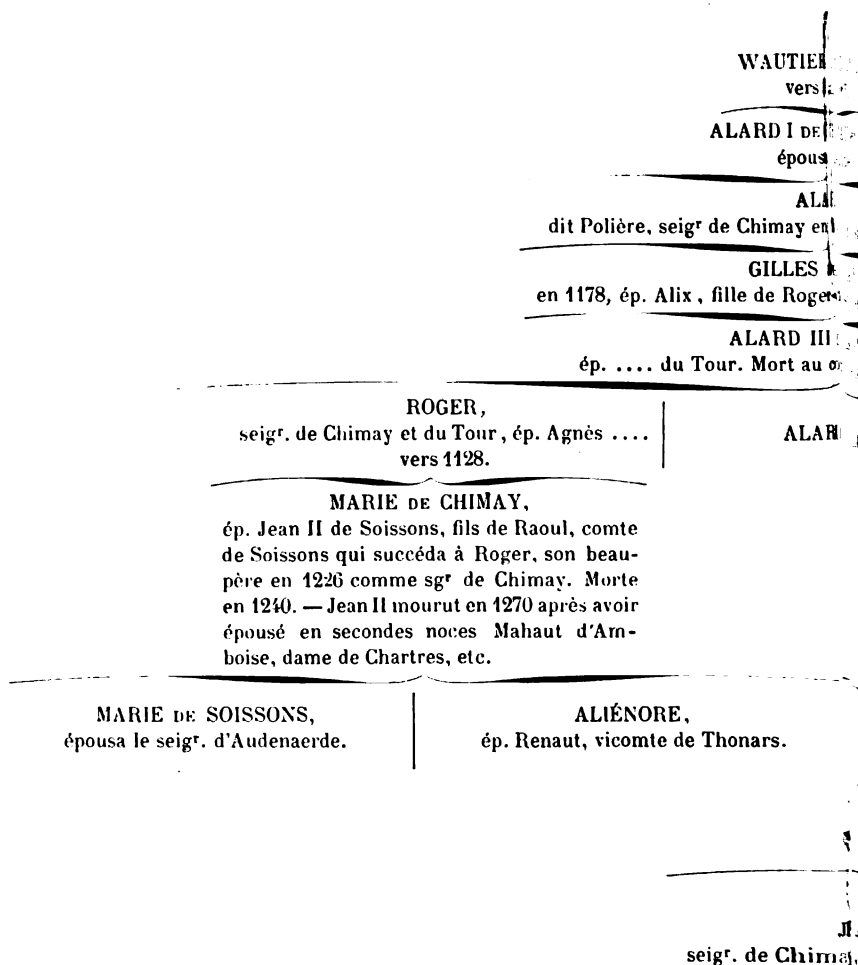 WAUTIER
vers
ALARD I DE
épous
ALA
dit Polière, seigr de Chimay en
GILLES
en 1178, ép. Alix, fille de Roger
ALARD III
ép. .... du Tour. Mort au
ROGER,
seigr. de Chimay et du Tour, ép. Agnès ....
vers 1128.
ALAR
MARIE DE CHIMAY,
ép. Jean II de Soissons, fils de Raoul, comte
de Soissons qui succéda à Roger, son beau-
père en 1226 comme sgr de Chimay. Morte
en 1240. — Jean II mourut en 1270 après avoir
épousé en secondes noces Mahaut d'Am-
boise, dame de Chartres, etc.
MARIE DE SOISSONS,
épousa le seigr. d'Audenaerde.
ALIÉNORE,
ép. Renaut, vicomte de Thonars.
seigr. de Chimay,